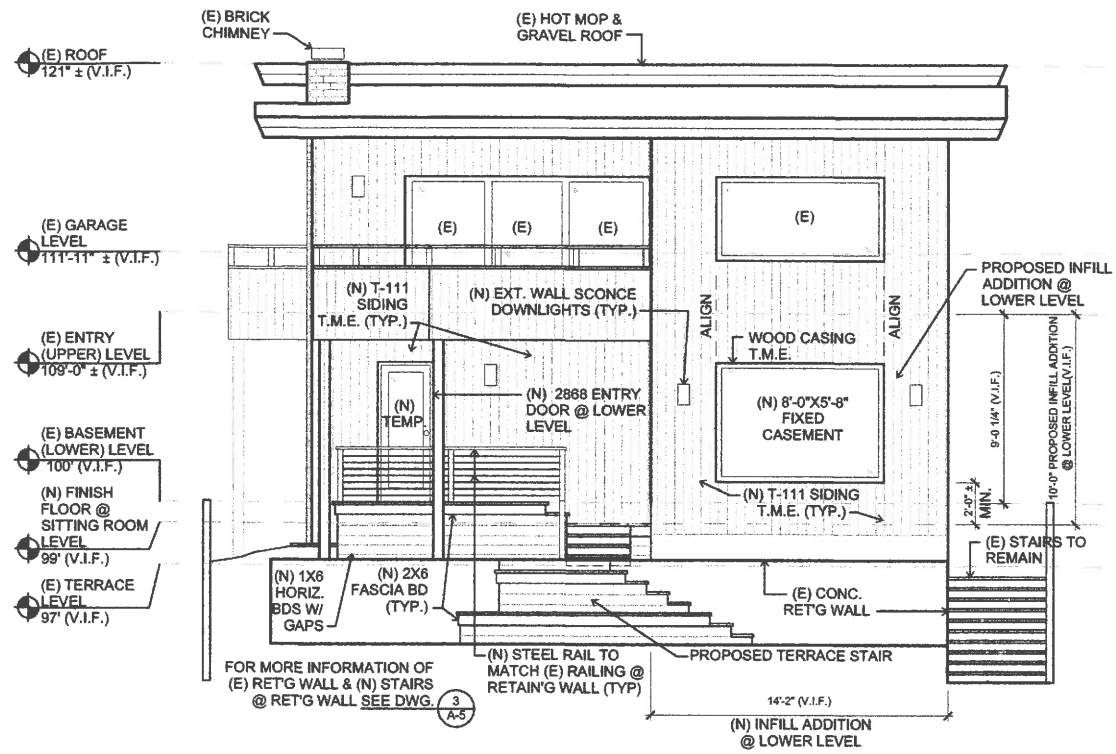 (E) BRICK
CHIMNEY
(E) HOT MOP &
GRAVEL ROOF
(E) ROOF
121" ± (V.I.F.)
(E) GARAGE
LEVEL
111'-11" ± (V.I.F.)
(E) ENTRY
(UPPER) LEVEL
109'-0" ± (V.I.F.)
(E) BASEMENT
(LOWER) LEVEL
100' (V.I.F.)
(N) FINISH
FLOOR @
SITTING ROOM
LEVEL
99' (V.I.F.)
(E) TERRACE
LEVEL
97' (V.I.F.)
(E)
(E)
(E)
(E)
(N) T-111
SIDING
T.M.E. (TYP.)
(N) EXT. WALL SCONCE
DOWNLIGHTS (TYP.)
ALIGN
ALIGN
PROPOSED INFILL
ADDITION @
LOWER LEVEL
WOOD CASING
T.M.E.
(N)
TEMP.
(N) 2868 ENTRY
DOOR @ LOWER
LEVEL
(N) 8'-0"X5'-8"
FIXED
CASEMENT
9'-0 1/4" (V.I.F.)
10'-0" PROPOSED INFILL ADDITION
@ LOWER LEVEL(V.I.F.)
2'-0" ±
MIN.
(N) T-111 SIDING
T.M.E. (TYP.)
(E) STAIRS TO
REMAIN
(N) 1X6
HORIZ.
BDS W/
GAPS
(N) 2X6
FASCIA BD
(TYP.)
(E) CONC.
RET'G WALL
(N) STEEL RAIL TO
MATCH (E) RAILING @
RETAIN'G WALL (TYP)
PROPOSED TERRACE STAIR
FOR MORE INFORMATION OF
(E) RET'G WALL & (N) STAIRS
@ RET'G WALL SEE DWG.
3
A-5
14'-2" (V.I.F.)
(N) INFILL ADDITION
@ LOWER LEVEL